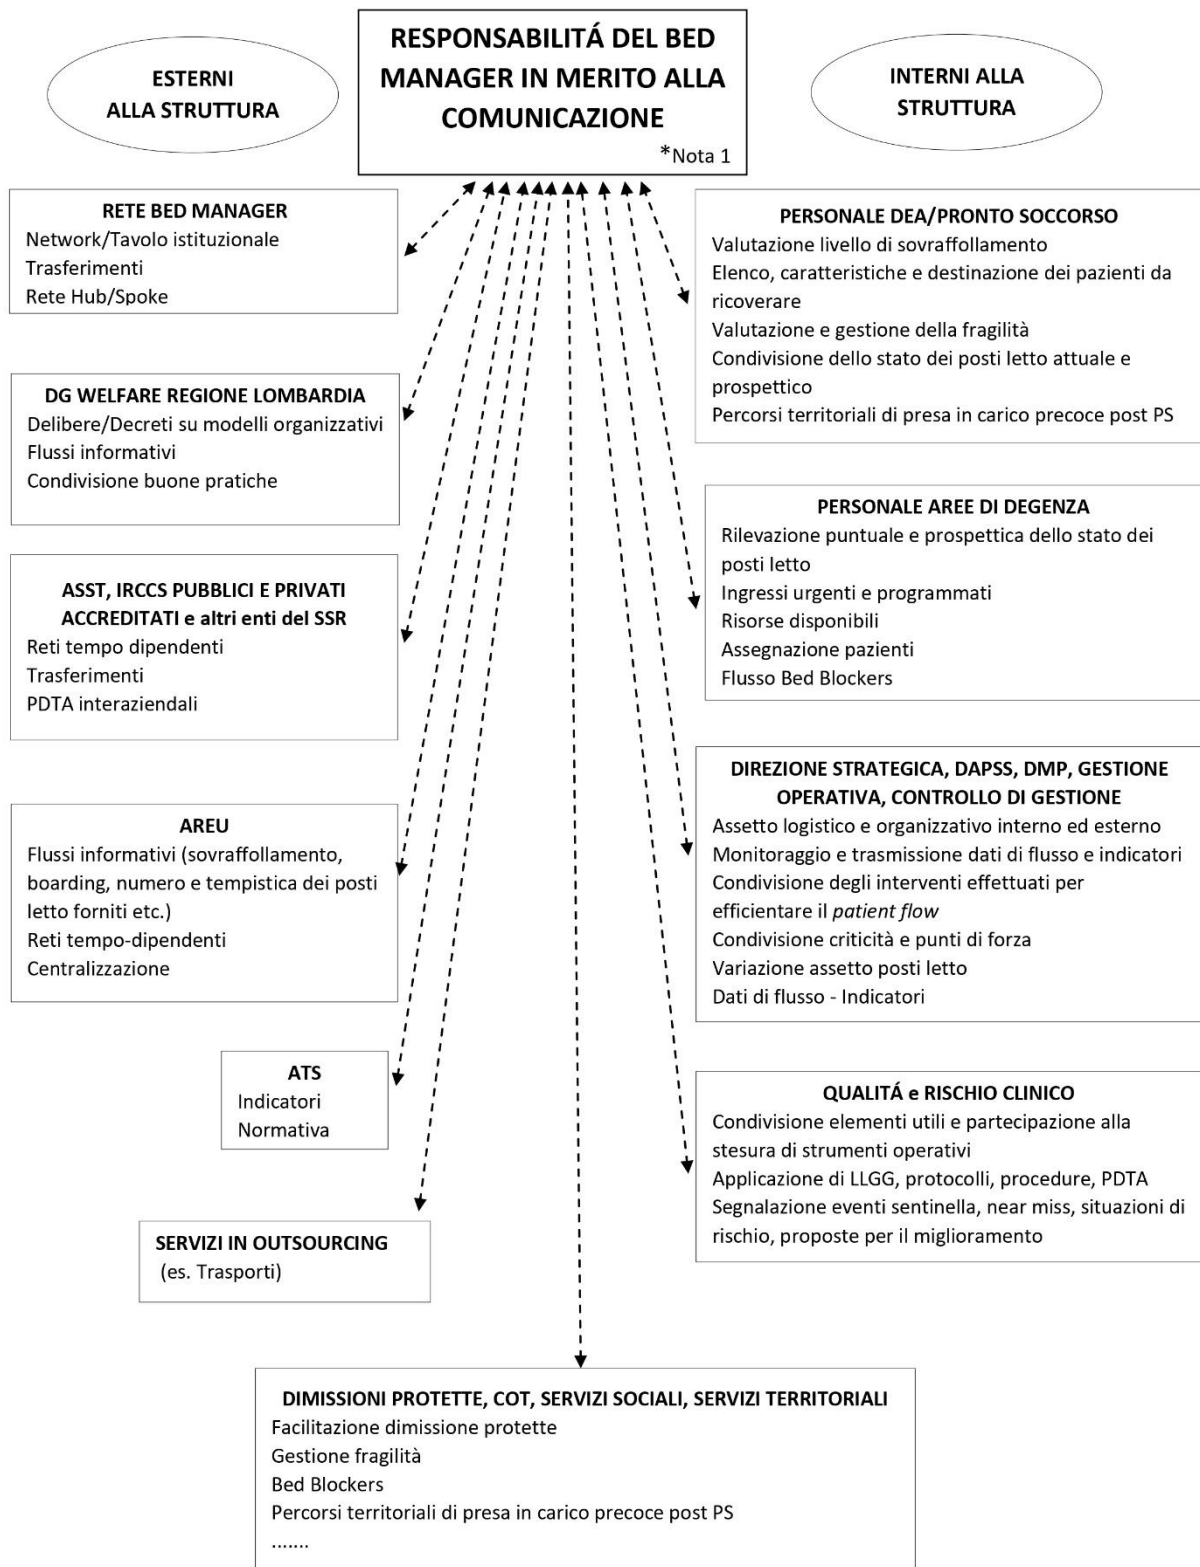 RESPONSABILITÁ DEL BED
MANAGER IN MERITO ALLA
COMUNICAZIONE
*Nota 1
ESTERNI
ALLA STRUTTURA
INTERNI ALLA
STRUTTURA
RETE BED MANAGER
Network/Tavolo istituzionale
Trasferimenti
Rete Hub/Spoke
DG WELFARE REGIONE LOMBARDIA
Delibere/Decreti su modelli organizzativi
Flussi informativi
Condivisione buone pratiche
ASST, IRCCS PUBBLICI E PRIVATI
ACCREDITATI e altri enti del SSR
Reti tempo dipendenti
Trasferimenti
PDTA interaziendali
AREU
Flussi informativi (sovraffollamento,
boarding, numero e tempistica dei posti
letto forniti etc.)
Reti tempo-dipendenti
Centralizzazione
ATS
Indicatori
Normativa
SERVIZI IN OUTSOURCING
(es. Trasporti)
PERSONALE DEA/PRONTO SOCCORSO
Valutazione livello di sovraffollamento
Elenco, caratteristiche e destinazione dei pazienti da
ricoverare
Valutazione e gestione della fragilità
Condivisione dello stato dei posti letto attuale e
prospettico
Percorsi territoriali di presa in carico precoce post PS
PERSONALE AREE DI DEGENZA
Rilevazione puntuale e prospettica dello stato dei
posti letto
Ingressi urgenti e programmati
Risorse disponibili
Assegnazione pazienti
Flusso Bed Blockers
DIREZIONE STRATEGICA, DAPSS, DMP, GESTIONE
OPERATIVA, CONTROLLO DI GESTIONE
Assetto logistico e organizzativo interno ed esterno
Monitoraggio e trasmissione dati di flusso e indicatori
Condivisione degli interventi effettuati per
efficientare il patient flow
Condivisione criticità e punti di forza
Variazione assetto posti letto
Dati di flusso - Indicatori
QUALITÁ e RISCHIO CLINICO
Condivisione elementi utili e partecipazione alla
stesura di strumenti operativi
Applicazione di LLGG, protocolli, procedure, PDTA
Segnalazione eventi sentinella, near miss, situazioni di
rischio, proposte per il miglioramento
DIMISSIONI PROTETTE, COT, SERVIZI SOCIALI, SERVIZI TERRITORIALI
Facilitazione dimissione protette
Gestione fragilità
Bed Blockers
Percorsi territoriali di presa in carico precoce post PS
.......